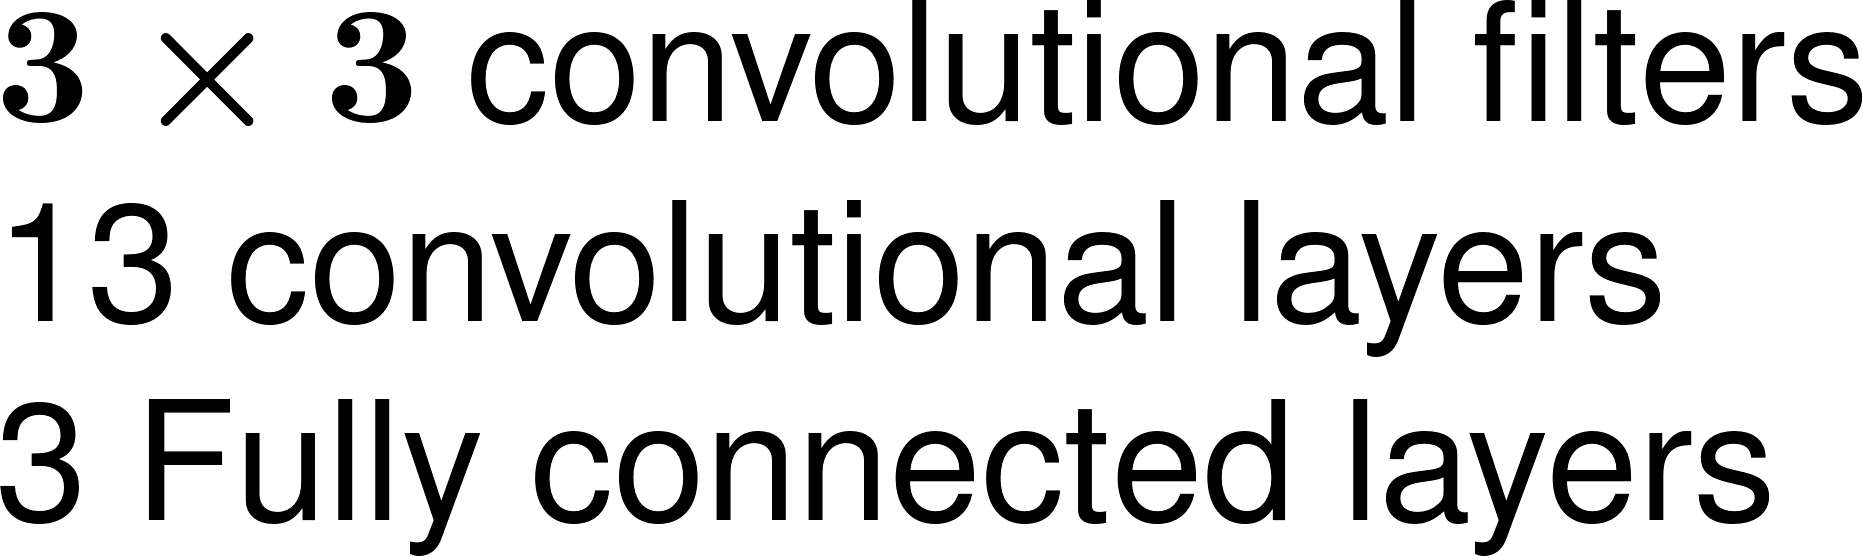 3 × 3 convolutional filters
13 convolutional layers
3 Fully connected layers